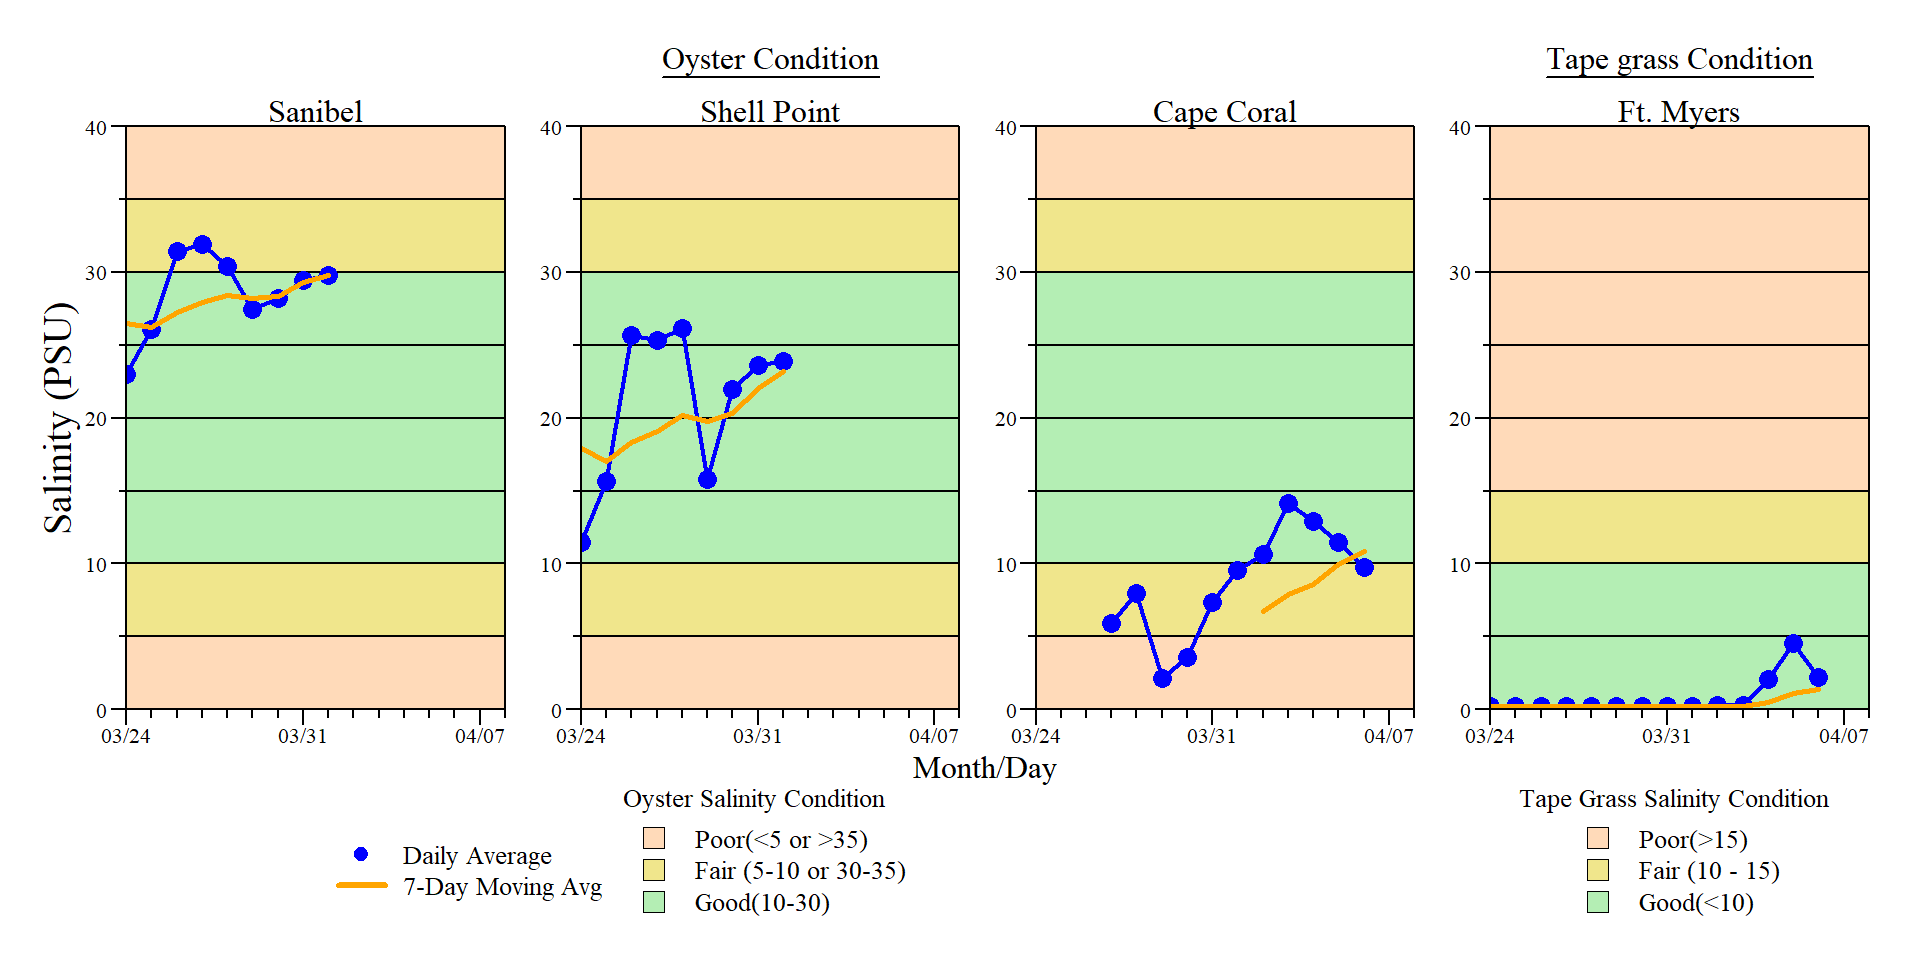 Oyster Condition
Tape grass Condition
Sanibel
Shell Point
Cape Coral
Ft. Myers
Salinity (PSU)
40
30
20
10
0
03/24
03/31
04/07
40
30
20
10
0
03/24
03/31
04/07
40
30
20
10
0
03/24
03/31
04/07
40
30
20
10
0
03/24
03/31
04/07
Month/Day
Daily Average
7-Day Moving Avg
Oyster Salinity Condition
Poor(<5 or >35)
Fair (5-10 or 30-35)
Good(10-30)
Tape Grass Salinity Condition
Poor(>15)
Fair (10 - 15)
Good(<10)